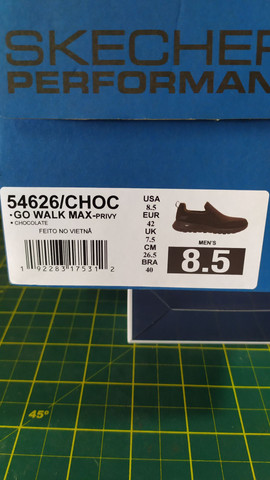 SKECHER
PERFORMAN
54626/CHOC
•GO WALK MAX-PRIVY
• CHOCOLATE
FEITO NO VIETNÃ
1 92283 17531 2
USA
8.5
EUR
42
UK
7.5
CM
26.5
BRA
40
MEN'S
8.5
45°